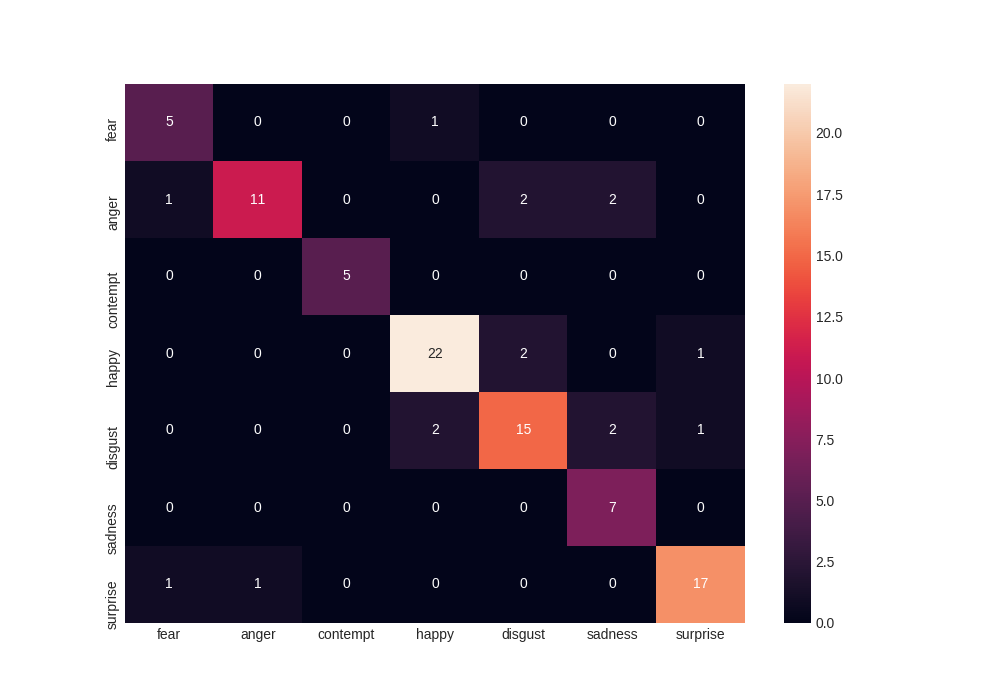 fear 5 0 0 1 0 0 0
anger 1 11 0 0 2 2 0
contempt 0 0 5 0 0 0 0
happy 0 0 0 22 2 0 1
disgust 0 0 0 2 15 2 1
sadness 0 0 0 0 0 7 0
surprise 1 1 0 0 0 0 17
fear anger contempt happy disgust sadness surprise
20.0
17.5
15.0
12.5
10.0
7.5
5.0
2.5
0.0